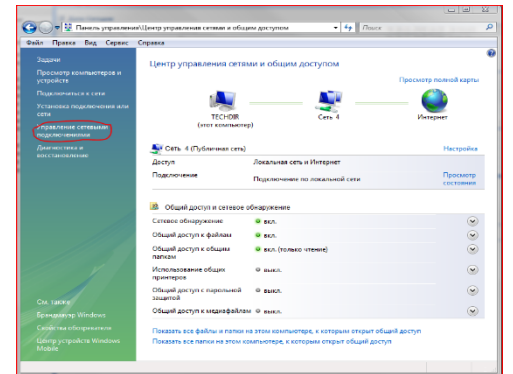 Панель управления\Центр управления сетями и общим доступом
Поиск
Файл Правка Вид Сервис Справка
Задачи
Просмотр компьютеров и
устройств
Подключиться к сети
Установка подключения или
сети
Управление сетевыми
подключениями
Диагностика и
восстановление
См. также
Брандмауэр Windows
Свойства обозревателя
Центр устройств Windows
Mobile
Центр управления сетями и общим доступом
Просмотр полной карты
TECHDIR
(этот компьютер)
Сеть 4
Интернет
Сеть 4 (Публичная сеть)
Настройка
Доступ Локальная сеть и Интернет
Подключение Подключение по локальной сети
Просмотр
состояния
Общий доступ и сетевое обнаружение
Сетевое обнаружение вкл.
Общий доступ к файлам вкл.
Общий доступ к общим
папкам
вкл. (только чтение)
Использование общих
принтеров
выкл.
Общий доступ с парольной
защитой
выкл.
Общий доступ к медиафайлам выкл.
Показать все файлы и папки на этом компьютере, к которым открыт общий доступ
Показать все папки на этом компьютере, к которым открыт общий доступ